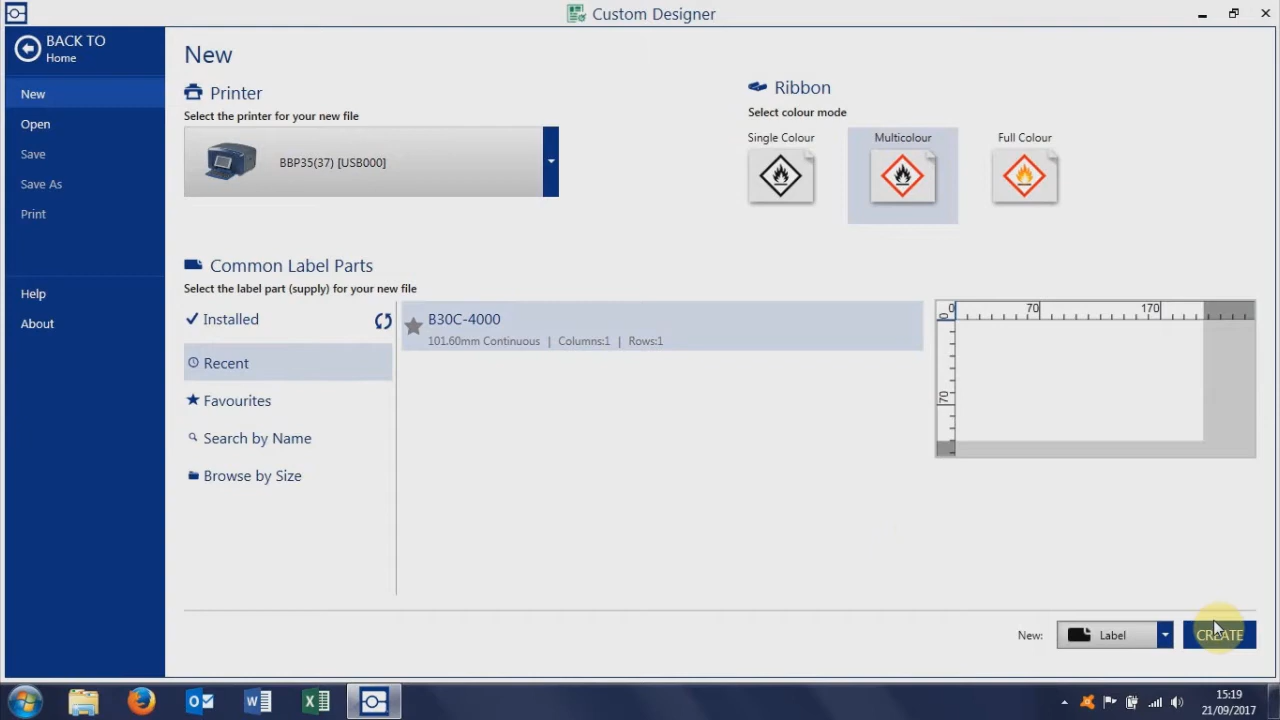 Custom Designer
BACK TO
Home
New
Open
Save
Save As
Print
Help
About
New
Printer
Select the printer for your new file
BBP35(37) [USB000]
Ribbon
Select colour mode
Single Colour
Multicolour
Full Colour
Common Label Parts
Select the label part (supply) for your new file
Installed
Recent
Favourites
Search by Name
Browse by Size
B30C-4000
101.60mm Continuous | Columns:1 | Rows:1
0 70 170
0
70
New: Label CREATE
15:19
21/09/2017